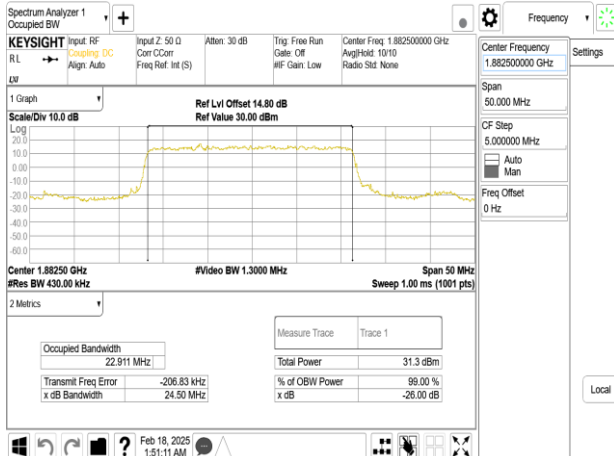 Spectrum Analyzer 1
Occupied BW
+
Frequency
KEYSIGHT
Input: RF
Input Z: 50 Ω
Atten: 30 dB
Trig: Free Run
Center Freq: 1.882500000 GHz
RL
Coupling: DC
Corr CCorr
Gate: Off
Avg|Hold: 10/10
Align: Auto
Freq Ref: Int (S)
#IF Gain: Low
Radio Std: None
LXI
Center Frequency
1.882500000 GHz
Settings
Span
50.000 MHz
CF Step
5.000000 MHz
Auto
Man
Freq Offset
0 Hz
Local
1 Graph
Ref Lvl Offset 14.80 dB
Scale/Div 10.0 dB
Ref Value 30.00 dBm
Log
20.0
10.0
0.00
-10.0
-20.0
-30.0
-40.0
-50.0
-60.0
Center 1.88250 GHz
#Video BW 1.3000 MHz
Span 50 MHz
#Res BW 430.00 kHz
Sweep 1.00 ms (1001 pts)
2 Metrics
Measure Trace
Trace 1
Occupied Bandwidth
22.911 MHz
Total Power
31.3 dBm
Transmit Freq Error
-206.83 kHz
% of OBW Power
99.00 %
x dB Bandwidth
24.50 MHz
x dB
-26.00 dB
?
Feb 18, 2025
1:51:11 AM